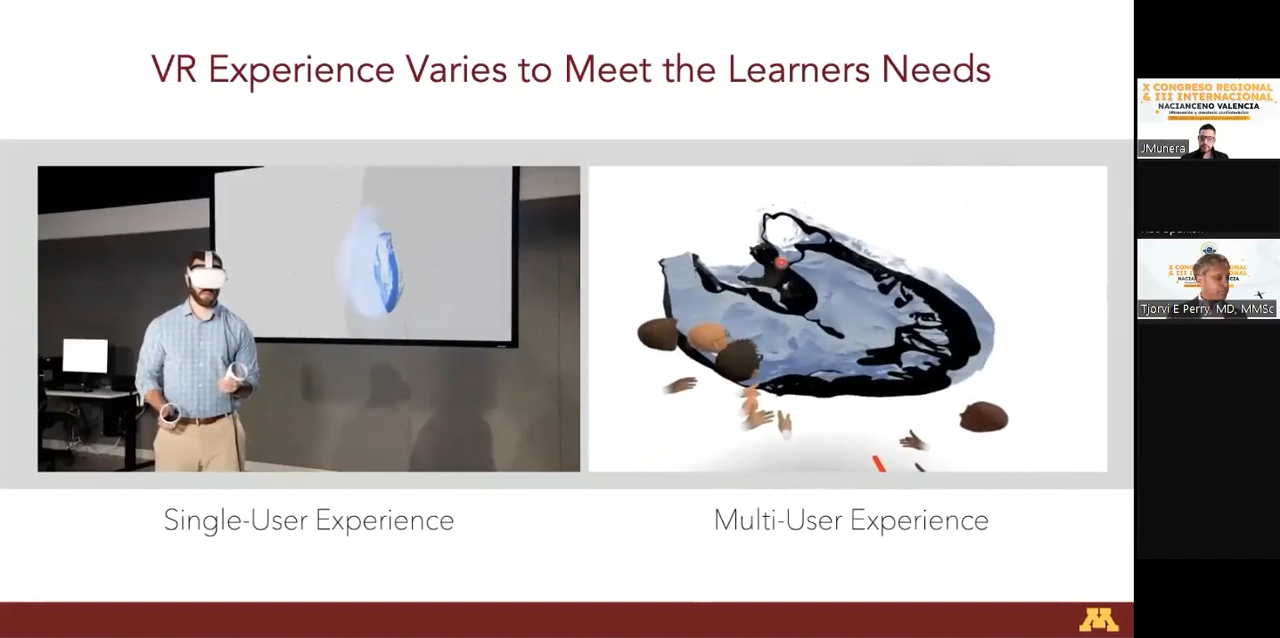 VR Experience Varies to Meet the Learners Needs
Single-User Experience
Multi-User Experience
X CONGRESO REGIONAL
& III INTERNACIONAL
NACIANCENO VALENCIA
JMunera
Tjorvi E Perry, MD, MMSc